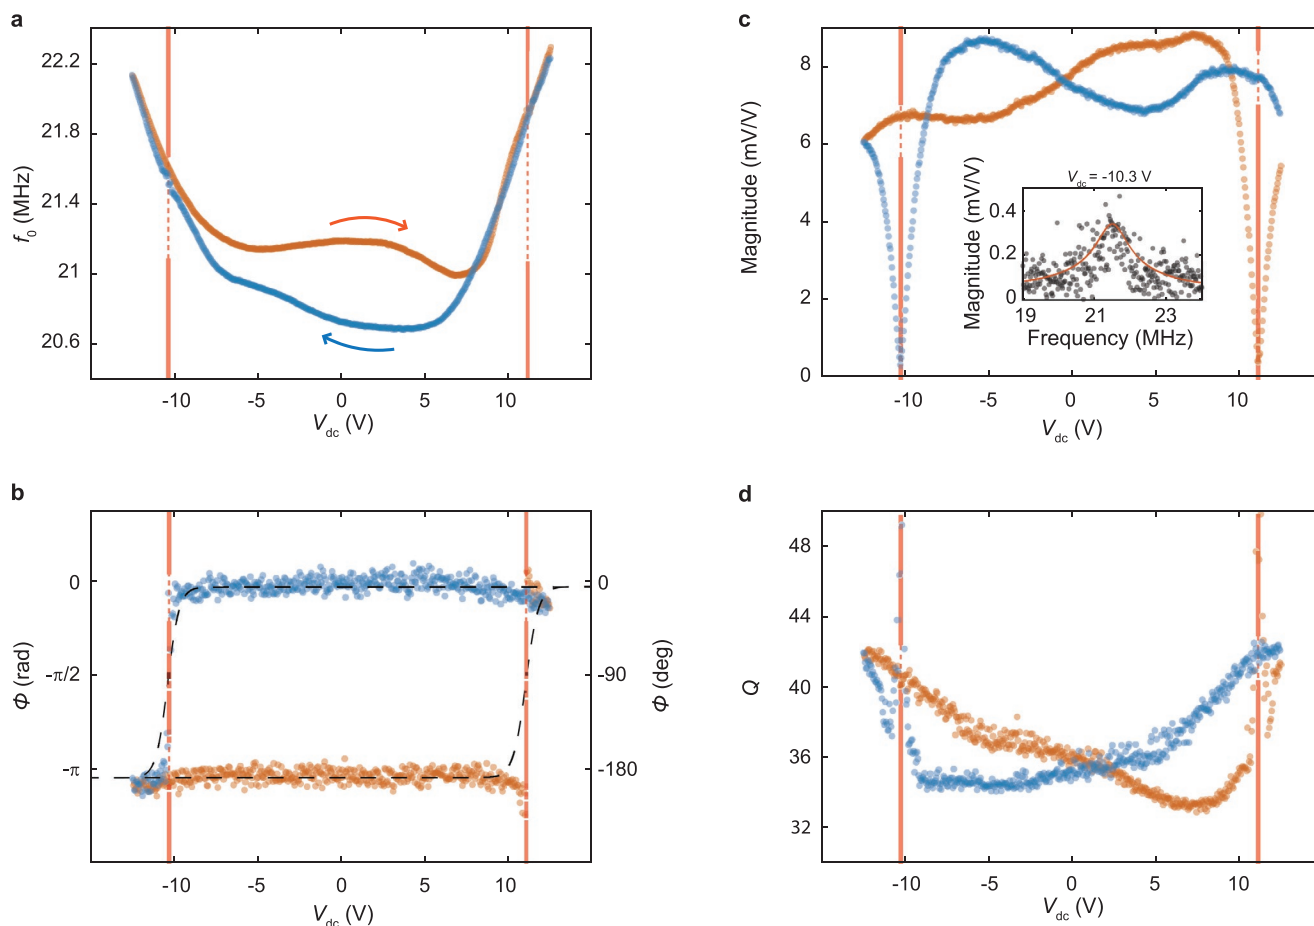 a
22.2
21.8
21.4
21
20.6
f0 (MHz)
-10 -5 0 5 10
Vdc (V)
c
8
6
4
2
0
Magnitude (mV/V)
Vdc = -10.3 V
0.4
0.2
0
Magnitude (mV/V)
19 21 23
Frequency (MHz)
-10 -5 0 5 10
Vdc (V)
b
0
-π/2
-π
Φ (rad)
0
-90
-180
Φ (deg)
-10 -5 0 5 10
Vdc (V)
d
48
44
40
36
32
Q
-10 -5 0 5 10
Vdc (V)